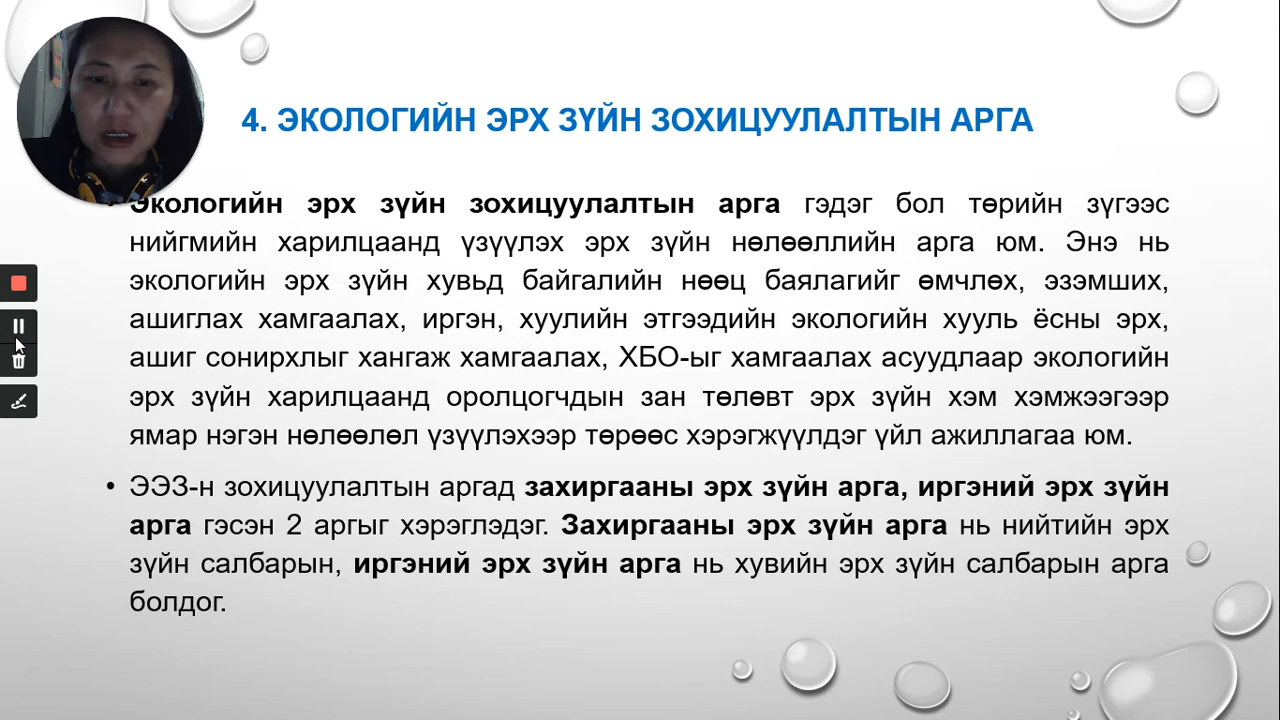 4. ЭКОЛОГИЙН ЭРХ ЗҮЙН ЗОХИЦУУЛАЛТЫН АРГА
• Экологийн эрх зүйн зохицуулалтын арга гэдэг бол төрийн зүгээс
нийгмийн харилцаанд үзүүлэх эрх зүйн нөлөөллийн арга юм. Энэ нь
экологийн эрх зүйн хувьд байгалийн нөөц баялагийг өмчлөх, эзэмших,
ашиглах хамгаалах, иргэн, хуулийн этгээдийн экологийн хууль ёсны эрх,
ашиг сонирхлыг хангаж хамгаалах, ХБО-ыг хамгаалах асуудлаар экологийн
эрх зүйн харилцаанд оролцогчдын зан төлөвт эрх зүйн хэм хэмжээгээр
ямар нэгэн нөлөөлөл үзүүлэхээр төрөөс хэрэгжүүлдэг үйл ажиллагаа юм.
• ЭЭЗ-н зохицуулалтын аргад захиргааны эрх зүйн арга, иргэний эрх зүйн
арга гэсэн 2 аргыг хэрэглэдэг. Захиргааны эрх зүйн арга нь нийтийн эрх
зүйн салбарын, иргэний эрх зүйн арга нь хувийн эрх зүйн салбарын арга
болдог.